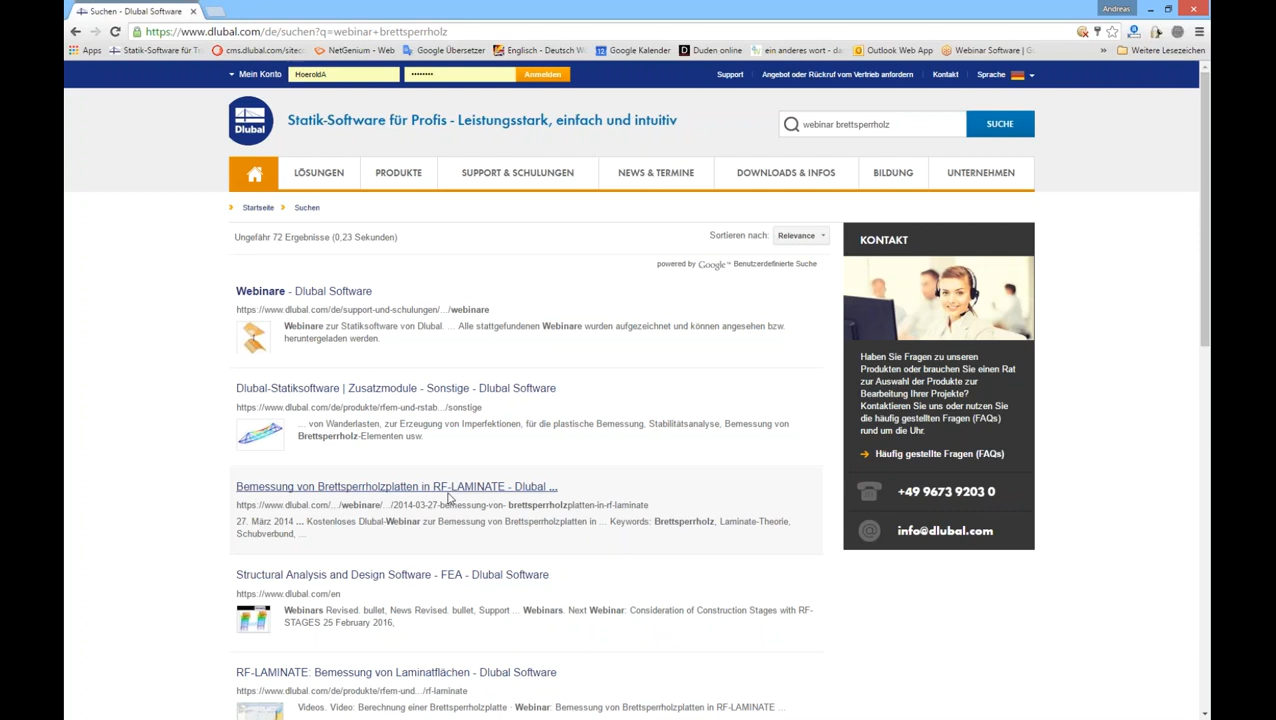 Suchen - Dlubal Software
Andreas
https://www.dlubal.com/de/suchen?q=webinar+brettsperrholz
Apps Statik-Software für T cms.dlubal.com/sitec NetGenium - Web Google Übersetzer Englisch - Deutsch W Google Kalender Duden online ein anderes wort - da Outlook Web App Webinar Software | G Weitere Lesezeichen
Mein Konto HoeroldA •••••••• Anmelden Support Angebot oder Rückruf vom Vertrieb anfordern Kontakt Sprache
Dlubal Statik-Software für Profis - Leistungsstark, einfach und intuitiv webinar brettsperrholz SUCHE
LÖSUNGEN PRODUKTE SUPPORT & SCHULUNGEN NEWS & TERMINE DOWNLOADS & INFOS BILDUNG UNTERNEHMEN
Startseite Suchen
Ungefähr 72 Ergebnisse (0,23 Sekunden) Sortieren nach: Relevance
powered by Google™ Benutzerdefinierte Suche
Webinare - Dlubal Software
https://www.dlubal.com/de/support-und-schulungen/.../webinare
Webinare zur Statiksoftware von Dlubal. ... Alle stattgefundenen Webinare wurden aufgezeichnet und können angesehen bzw.
heruntergeladen werden.
Dlubal-Statiksoftware | Zusatzmodule - Sonstige - Dlubal Software
https://www.dlubal.com/de/produkte/rfem-und-rstab.../sonstige
... von Wanderlasten, zur Erzeugung von Imperfektionen, für die plastische Bemessung, Stabilitätsanalyse, Bemessung von
Brettsperrholz-Elementen usw.
Bemessung von Brettsperrholzplatten in RF-LAMINATE - Dlubal ...
https://www.dlubal.com/.../webinare/.../2014-03-27-bemessung-von- brettsperrholzplatten-in-rf-laminate
27. März 2014 ... Kostenloses Dlubal-Webinar zur Bemessung von Brettsperrholzplatten in ... Keywords: Brettsperrholz, Laminate-Theorie,
Schubverbund, ...
Structural Analysis and Design Software - FEA - Dlubal Software
https://www.dlubal.com/en
Webinars Revised. bullet, News Revised. bullet, Support ... Webinars. Next Webinar: Consideration of Construction Stages with RF-
STAGES 25 February 2016,
RF-LAMINATE: Bemessung von Laminatflächen - Dlubal Software
https://www.dlubal.com/de/produkte/rfem-und.../rf-laminate
Videos. Video: Berechnung einer Brettsperrholzplatte · Webinar: Bemessung von Brettsperrholzplatten in RF-LAMINATE ...
KONTAKT
Haben Sie Fragen zu unseren
Produkten oder brauchen Sie einen Rat
zur Auswahl der Produkte zur
Bearbeitung Ihrer Projekte?
Kontaktieren Sie uns oder nutzen Sie
die häufig gestellten Fragen (FAQs)
rund um die Uhr.
Häufig gestellte Fragen (FAQs)
+49 9673 9203 0
info@dlubal.com